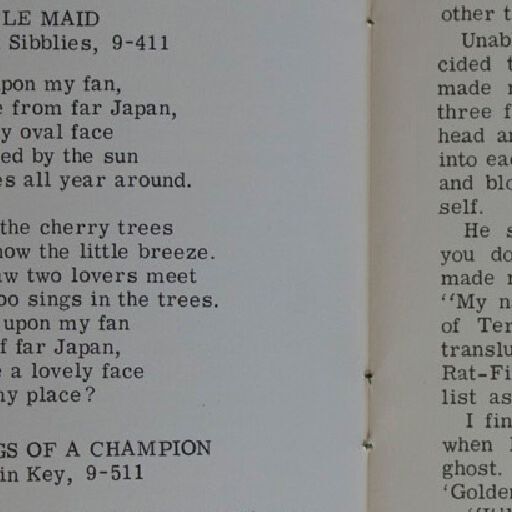 LE MAID
Sibblies, 9-411
pon my fan,
from far Japan,
y oval face
ed by the sun
es all year around.
the cherry trees
now the little breeze.
aw two lovers meet
oo sings in the trees.
upon my fan
f far Japan,
a lovely face
ny place?
GS OF A CHAMPION
in Key, 9-511
other t
Unab
cided t
made
three f
head an
into ea
and blo
self.
He s
you do
made
"My n
of Ter
translu
Rat-Fi
list as
I fin
when
ghost.
'Golde